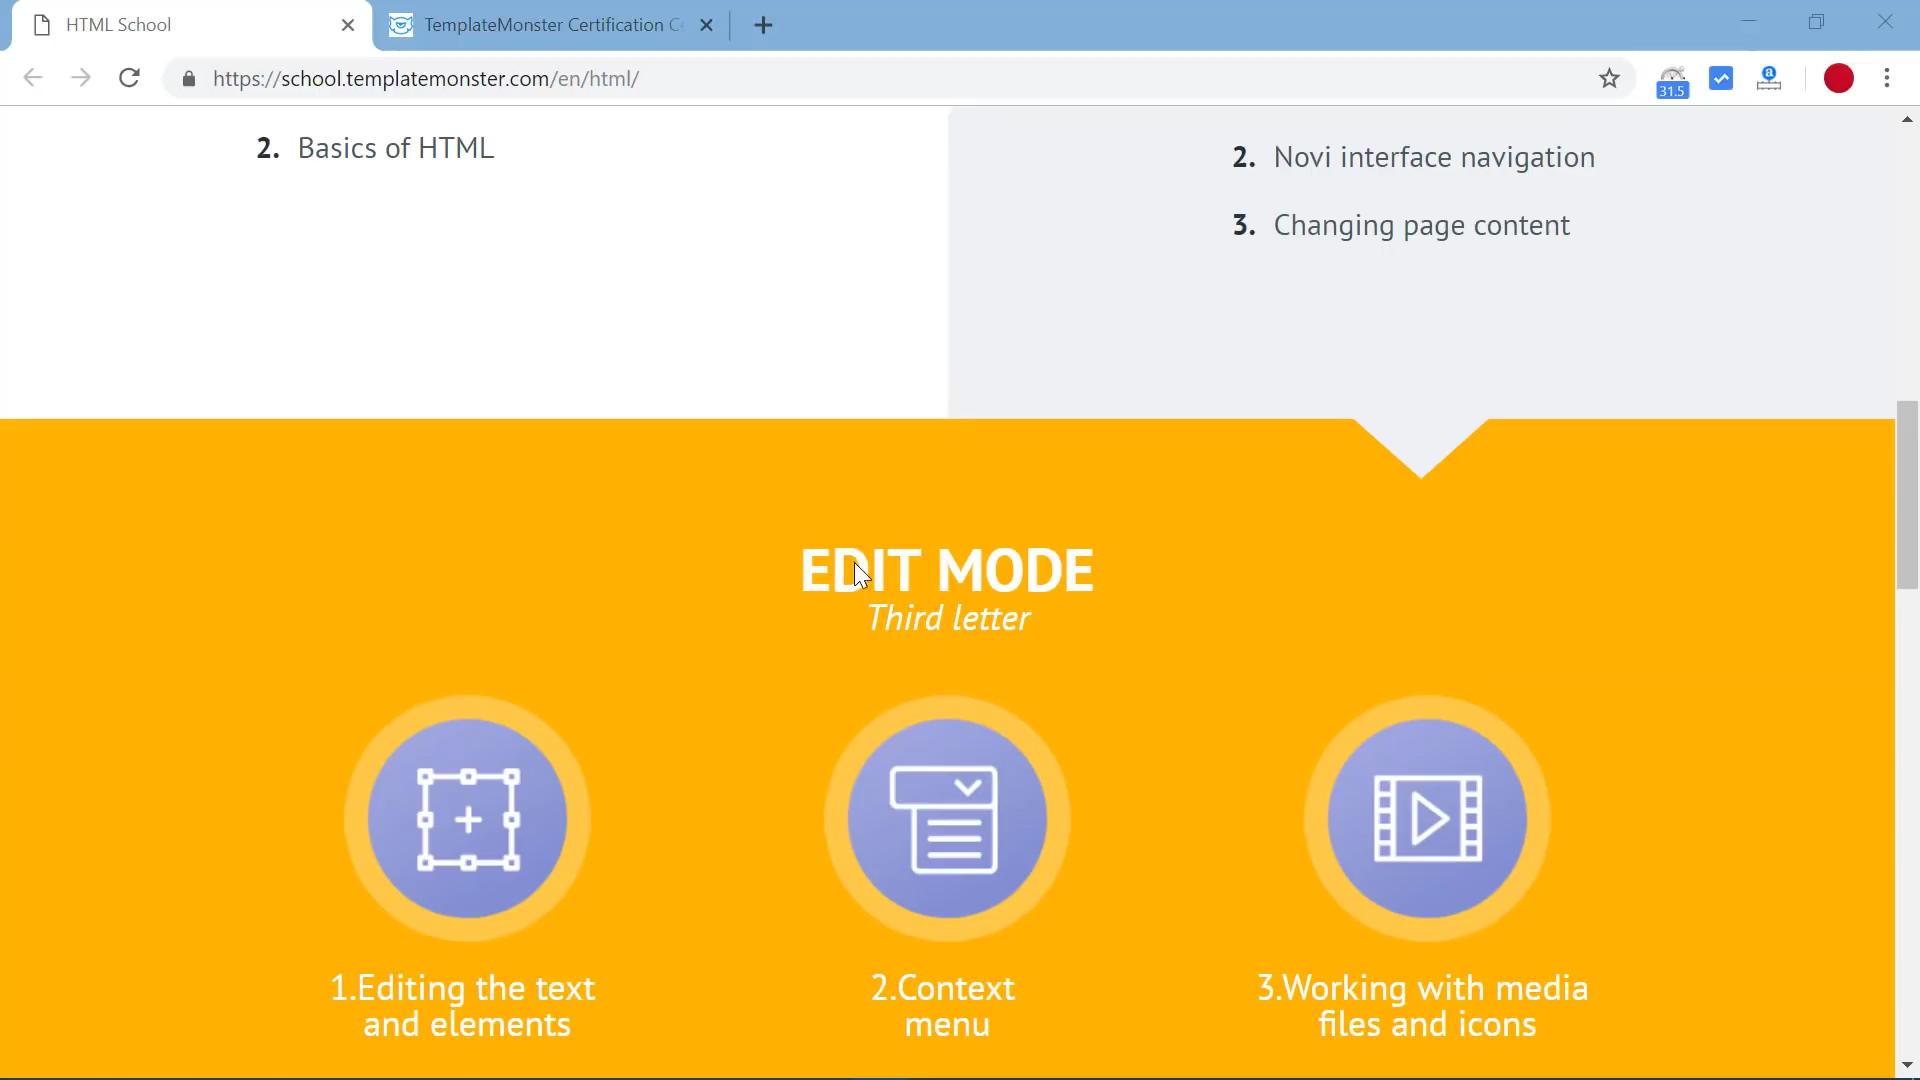 HTML School
TemplateMonster Certification C
https://school.templatemonster.com/en/html/
31.5
a
2. Basics of HTML
2. Novi interface navigation
3. Changing page content
EDIT MODE
Third letter
1.Editing the text
and elements
2.Context
menu
3.Working with media
files and icons